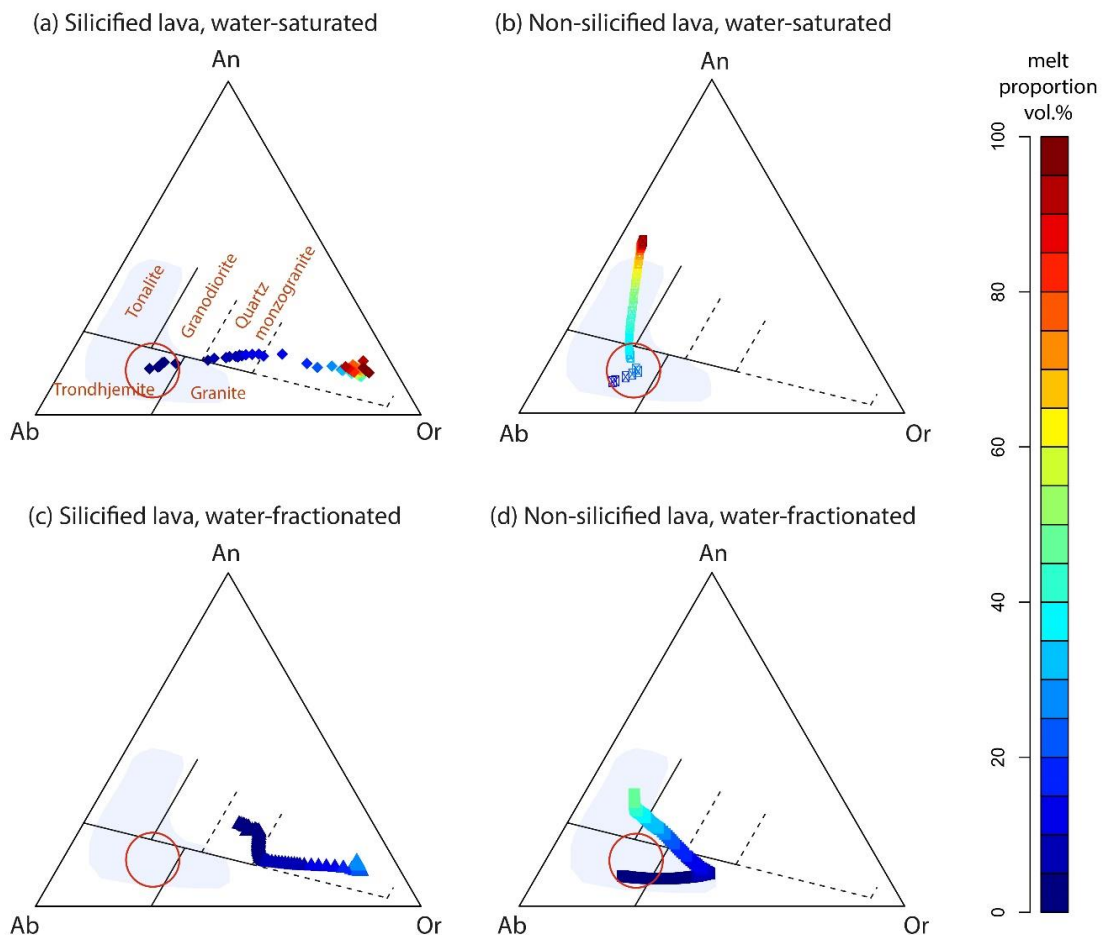 (a) Silicified lava, water-saturated
An
Tonalite
Granodiorite
Quartz
monzogranite
Trondhjemite
Granite
Ab
Or
(b) Non-silicified lava, water-saturated
An
Ab
Or
melt
proportion
vol.%
100
80
60
40
20
0
(c) Silicified lava, water-fractionated
An
Ab
Or
(d) Non-silicified lava, water-fractionated
An
Ab
Or